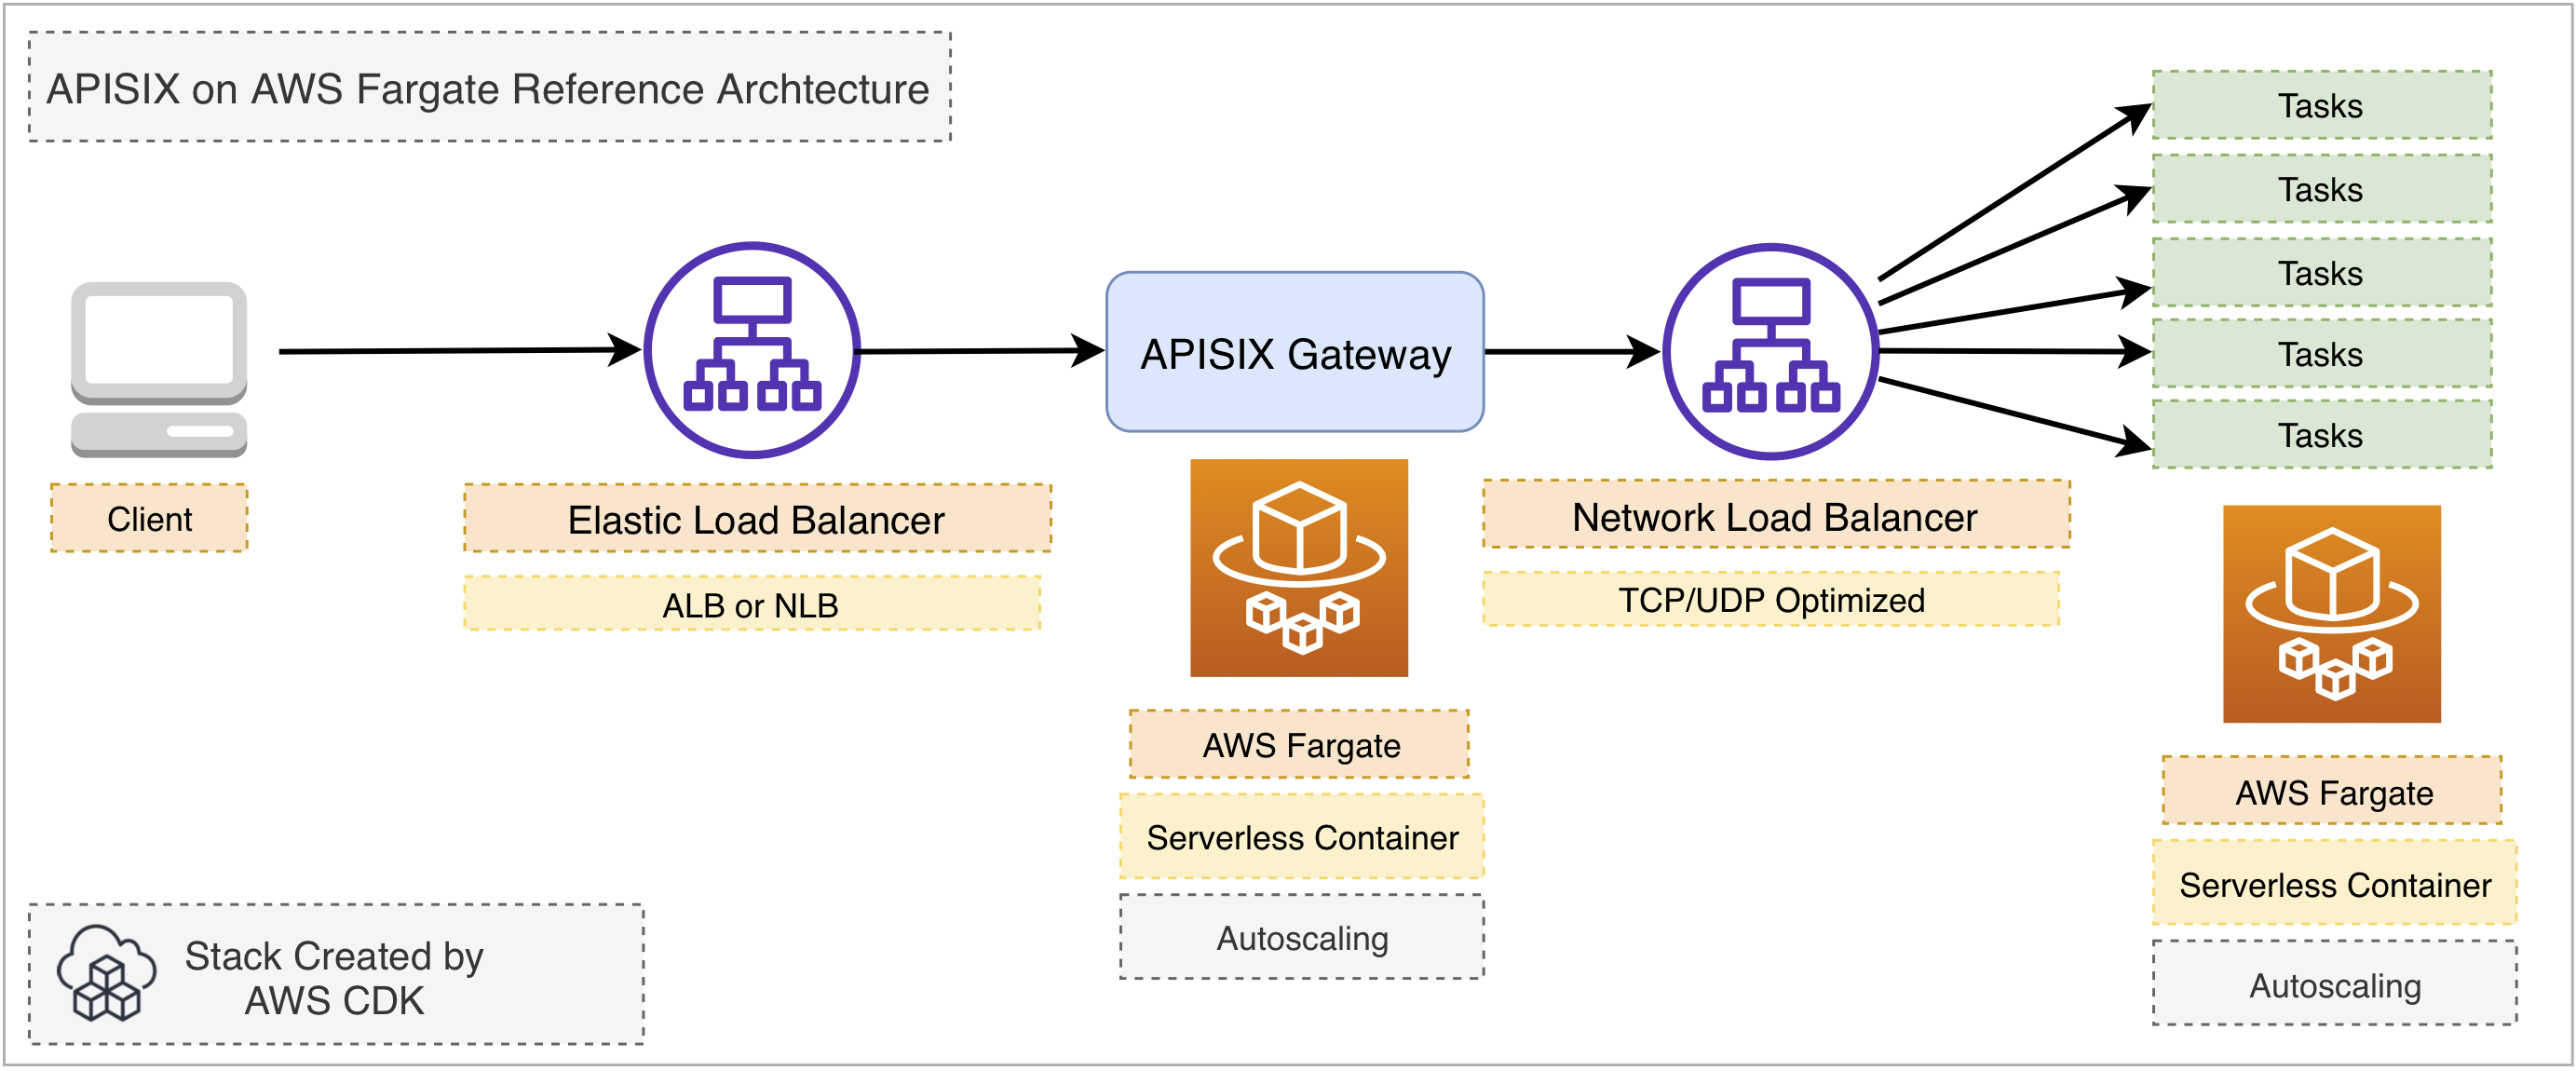 APISIX on AWS Fargate Reference Archtecture
Tasks
Tasks
Tasks
Tasks
Tasks
APISIX Gateway
Client
Elastic Load Balancer
ALB or NLB
Network Load Balancer
TCP/UDP Optimized
AWS Fargate
Serverless Container
Autoscaling
AWS Fargate
Serverless Container
Autoscaling
Stack Created by
AWS CDK